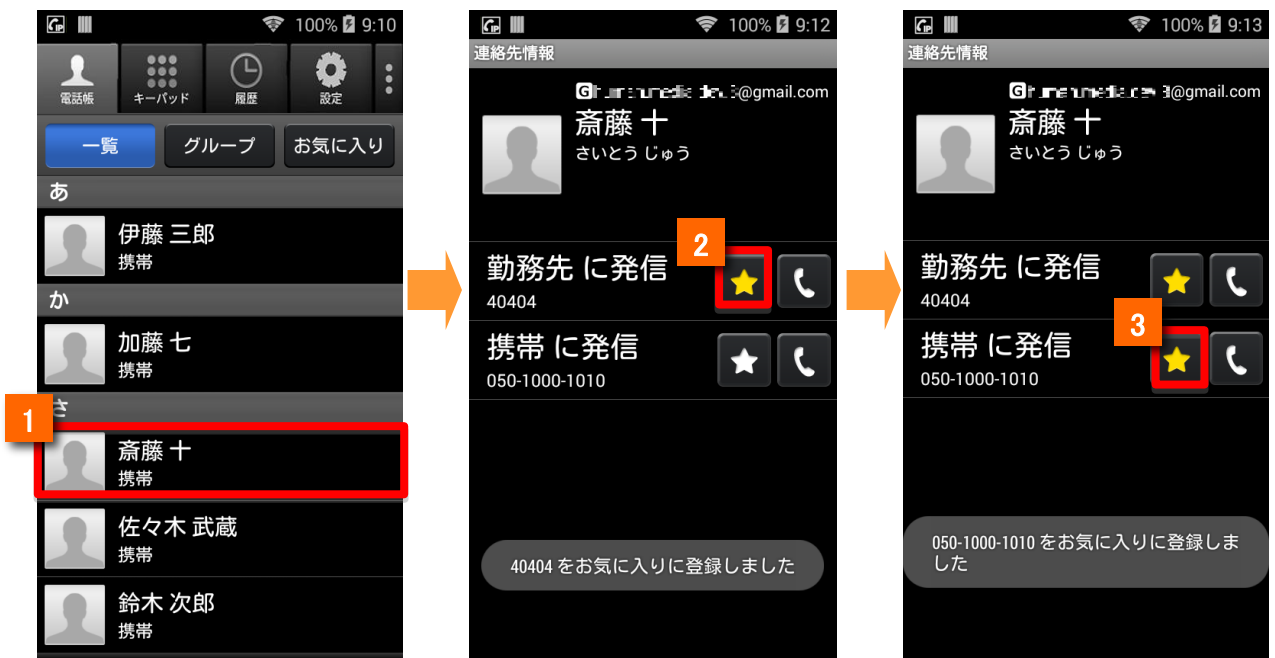 100% 9:10
電話帳 キーパッド 履歴 設定
一覧 グループ お気に入り
あ
伊藤 三郎
携帯
か
加藤 七
携帯
1
さ
斎藤 十
携帯
佐々木 武蔵
携帯
鈴木 次郎
携帯
100% 9:12
連絡先情報
@gmail.com
斎藤 十
さいとう じゅう
2
勤務先 に発信
40404
携帯 に発信
050-1000-1010
40404 をお気に入りに登録しました
100% 9:13
連絡先情報
@gmail.com
斎藤 十
さいとう じゅう
勤務先 に発信
40404
3
携帯 に発信
050-1000-1010
050-1000-1010 をお気に入りに登録しま
した